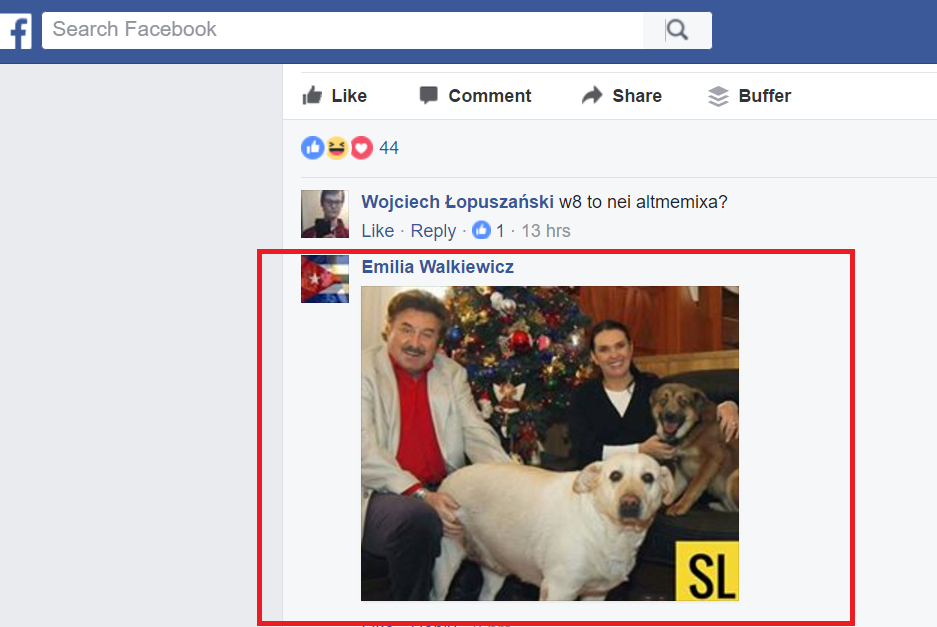 f Search Facebook
Like Comment Share Buffer
44
Wojciech Łopuszański w8 to nei altmemixa?
Like · Reply · 1 · 13 hrs
Emilia Walkiewicz
SL